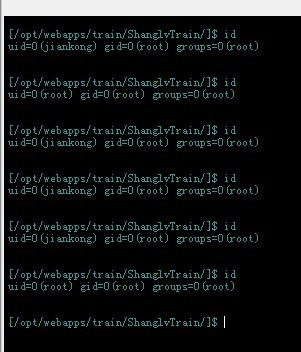 [/opt/webapps/train/ShanglvTrain/]$ id
uid=0(jiankong) gid=0(root) groups=0(root)
[/opt/webapps/train/ShanglvTrain/]$ id
uid=0(root) gid=0(root) groups=0(root)
[/opt/webapps/train/ShanglvTrain/]$ id
uid=0(jiankong) gid=0(root) groups=0(root)
[/opt/webapps/train/ShanglvTrain/]$ id
uid=0(jiankong) gid=0(root) groups=0(root)
[/opt/webapps/train/ShanglvTrain/]$ id
uid=0(jiankong) gid=0(root) groups=0(root)
[/opt/webapps/train/ShanglvTrain/]$ id
uid=0(root) gid=0(root) groups=0(root)
[/opt/webapps/train/ShanglvTrain/]$